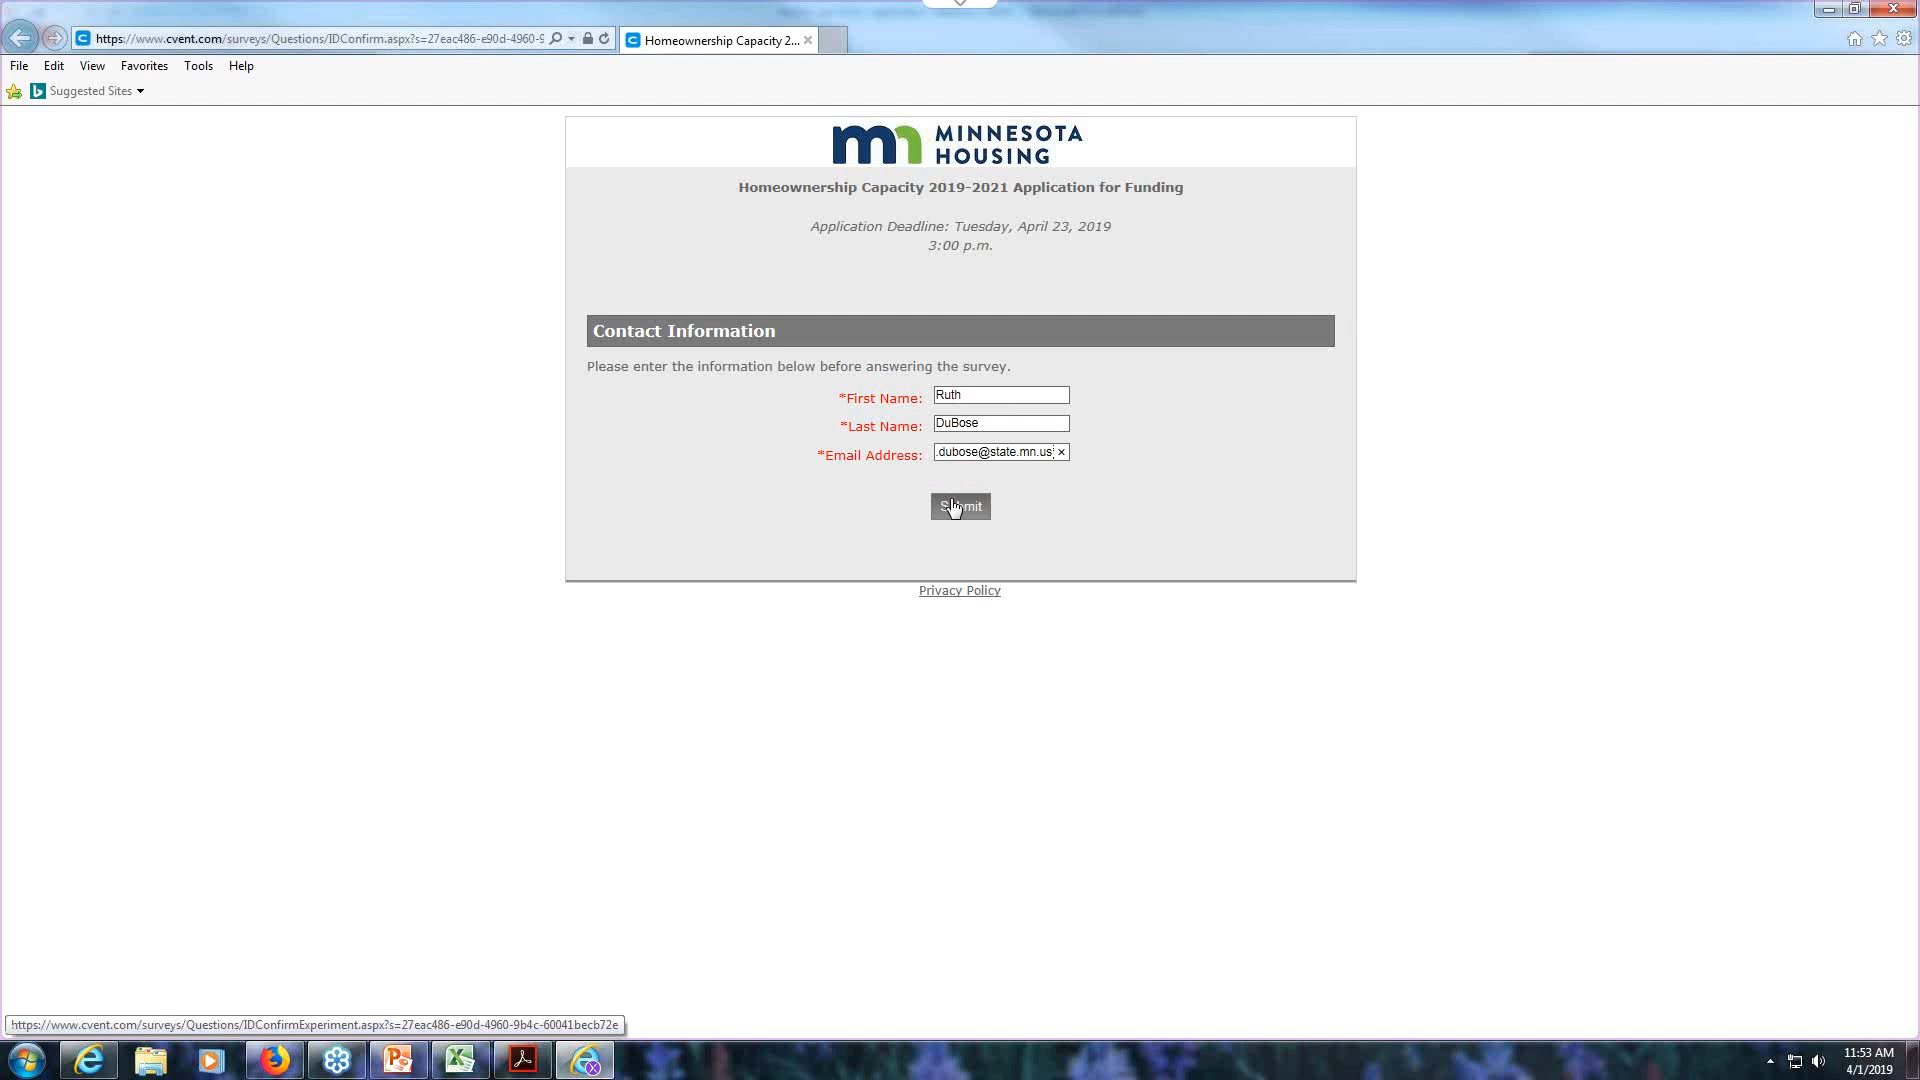 https://www.cvent.com/surveys/Questions/IDConfirm.aspx?s=27eac486-e90d-4960-9
Homeownership Capacity 2...
File Edit View Favorites Tools Help
Suggested Sites
MINNESOTA
HOUSING
Homeownership Capacity 2019-2021 Application for Funding
Application Deadline: Tuesday, April 23, 2019
3:00 p.m.
Contact Information
Please enter the information below before answering the survey.
*First Name: Ruth
*Last Name: DuBose
*Email Address: .dubose@state.mn.us
Submit
Privacy Policy
https://www.cvent.com/surveys/Questions/IDConfirmExperiment.aspx?s=27eac486-e90d-4960-9b4c-60041becb72e
11:53 AM
4/1/2019